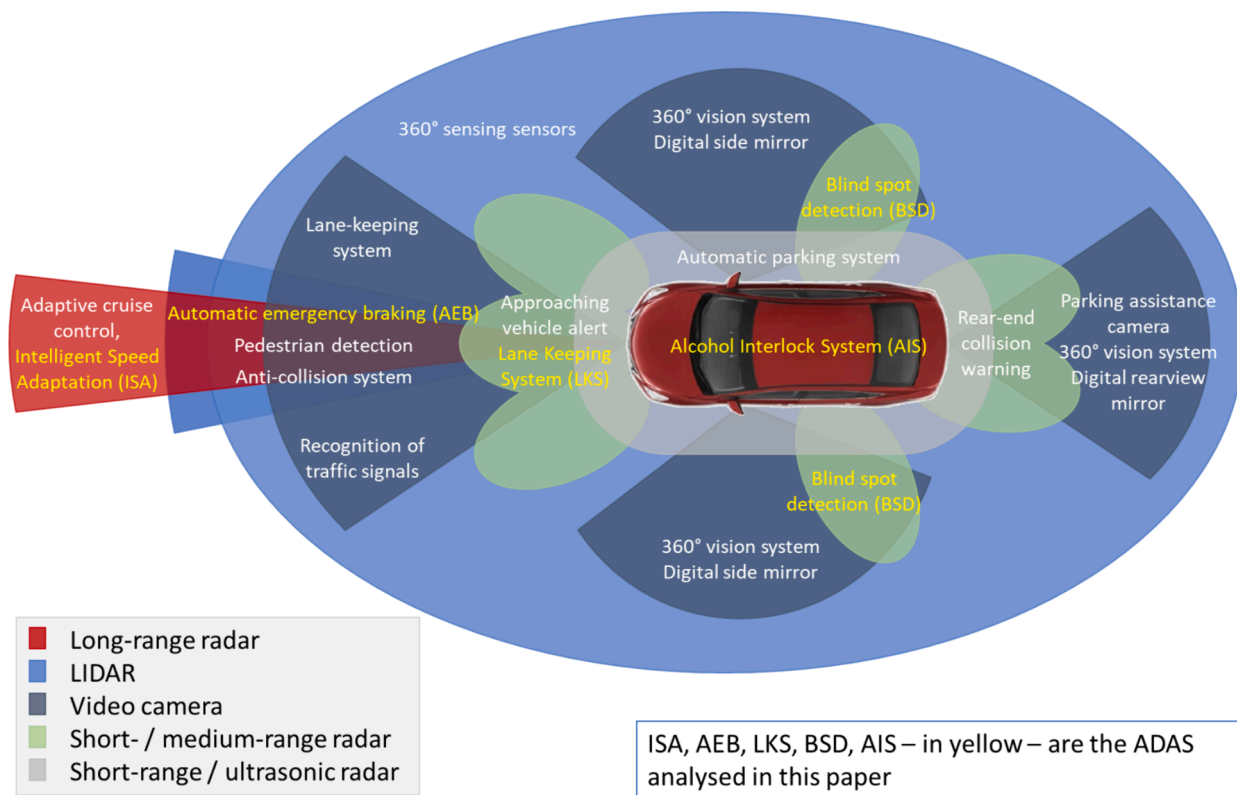 360° vision system
Digital side mirror
360° sensing sensors
Blind spot
detection (BSD)
Lane-keeping
system
Automatic parking system
Adaptive cruise
control,
Intelligent Speed
Adaptation (ISA)
Automatic emergency braking (AEB)
Pedestrian detection
Anti-collision system
Approaching
vehicle alert
Lane Keeping
System (LKS)
Alcohol Interlock System (AIS)
Rear-end
collision
warning
Parking assistance
camera
360° vision system
Digital rearview
mirror
Recognition of
traffic signals
Blind spot
detection (BSD)
360° vision system
Digital side mirror
Long-range radar
LIDAR
Video camera
Short- / medium-range radar
Short-range / ultrasonic radar
ISA, AEB, LKS, BSD, AIS – in yellow – are the ADAS
analysed in this paper